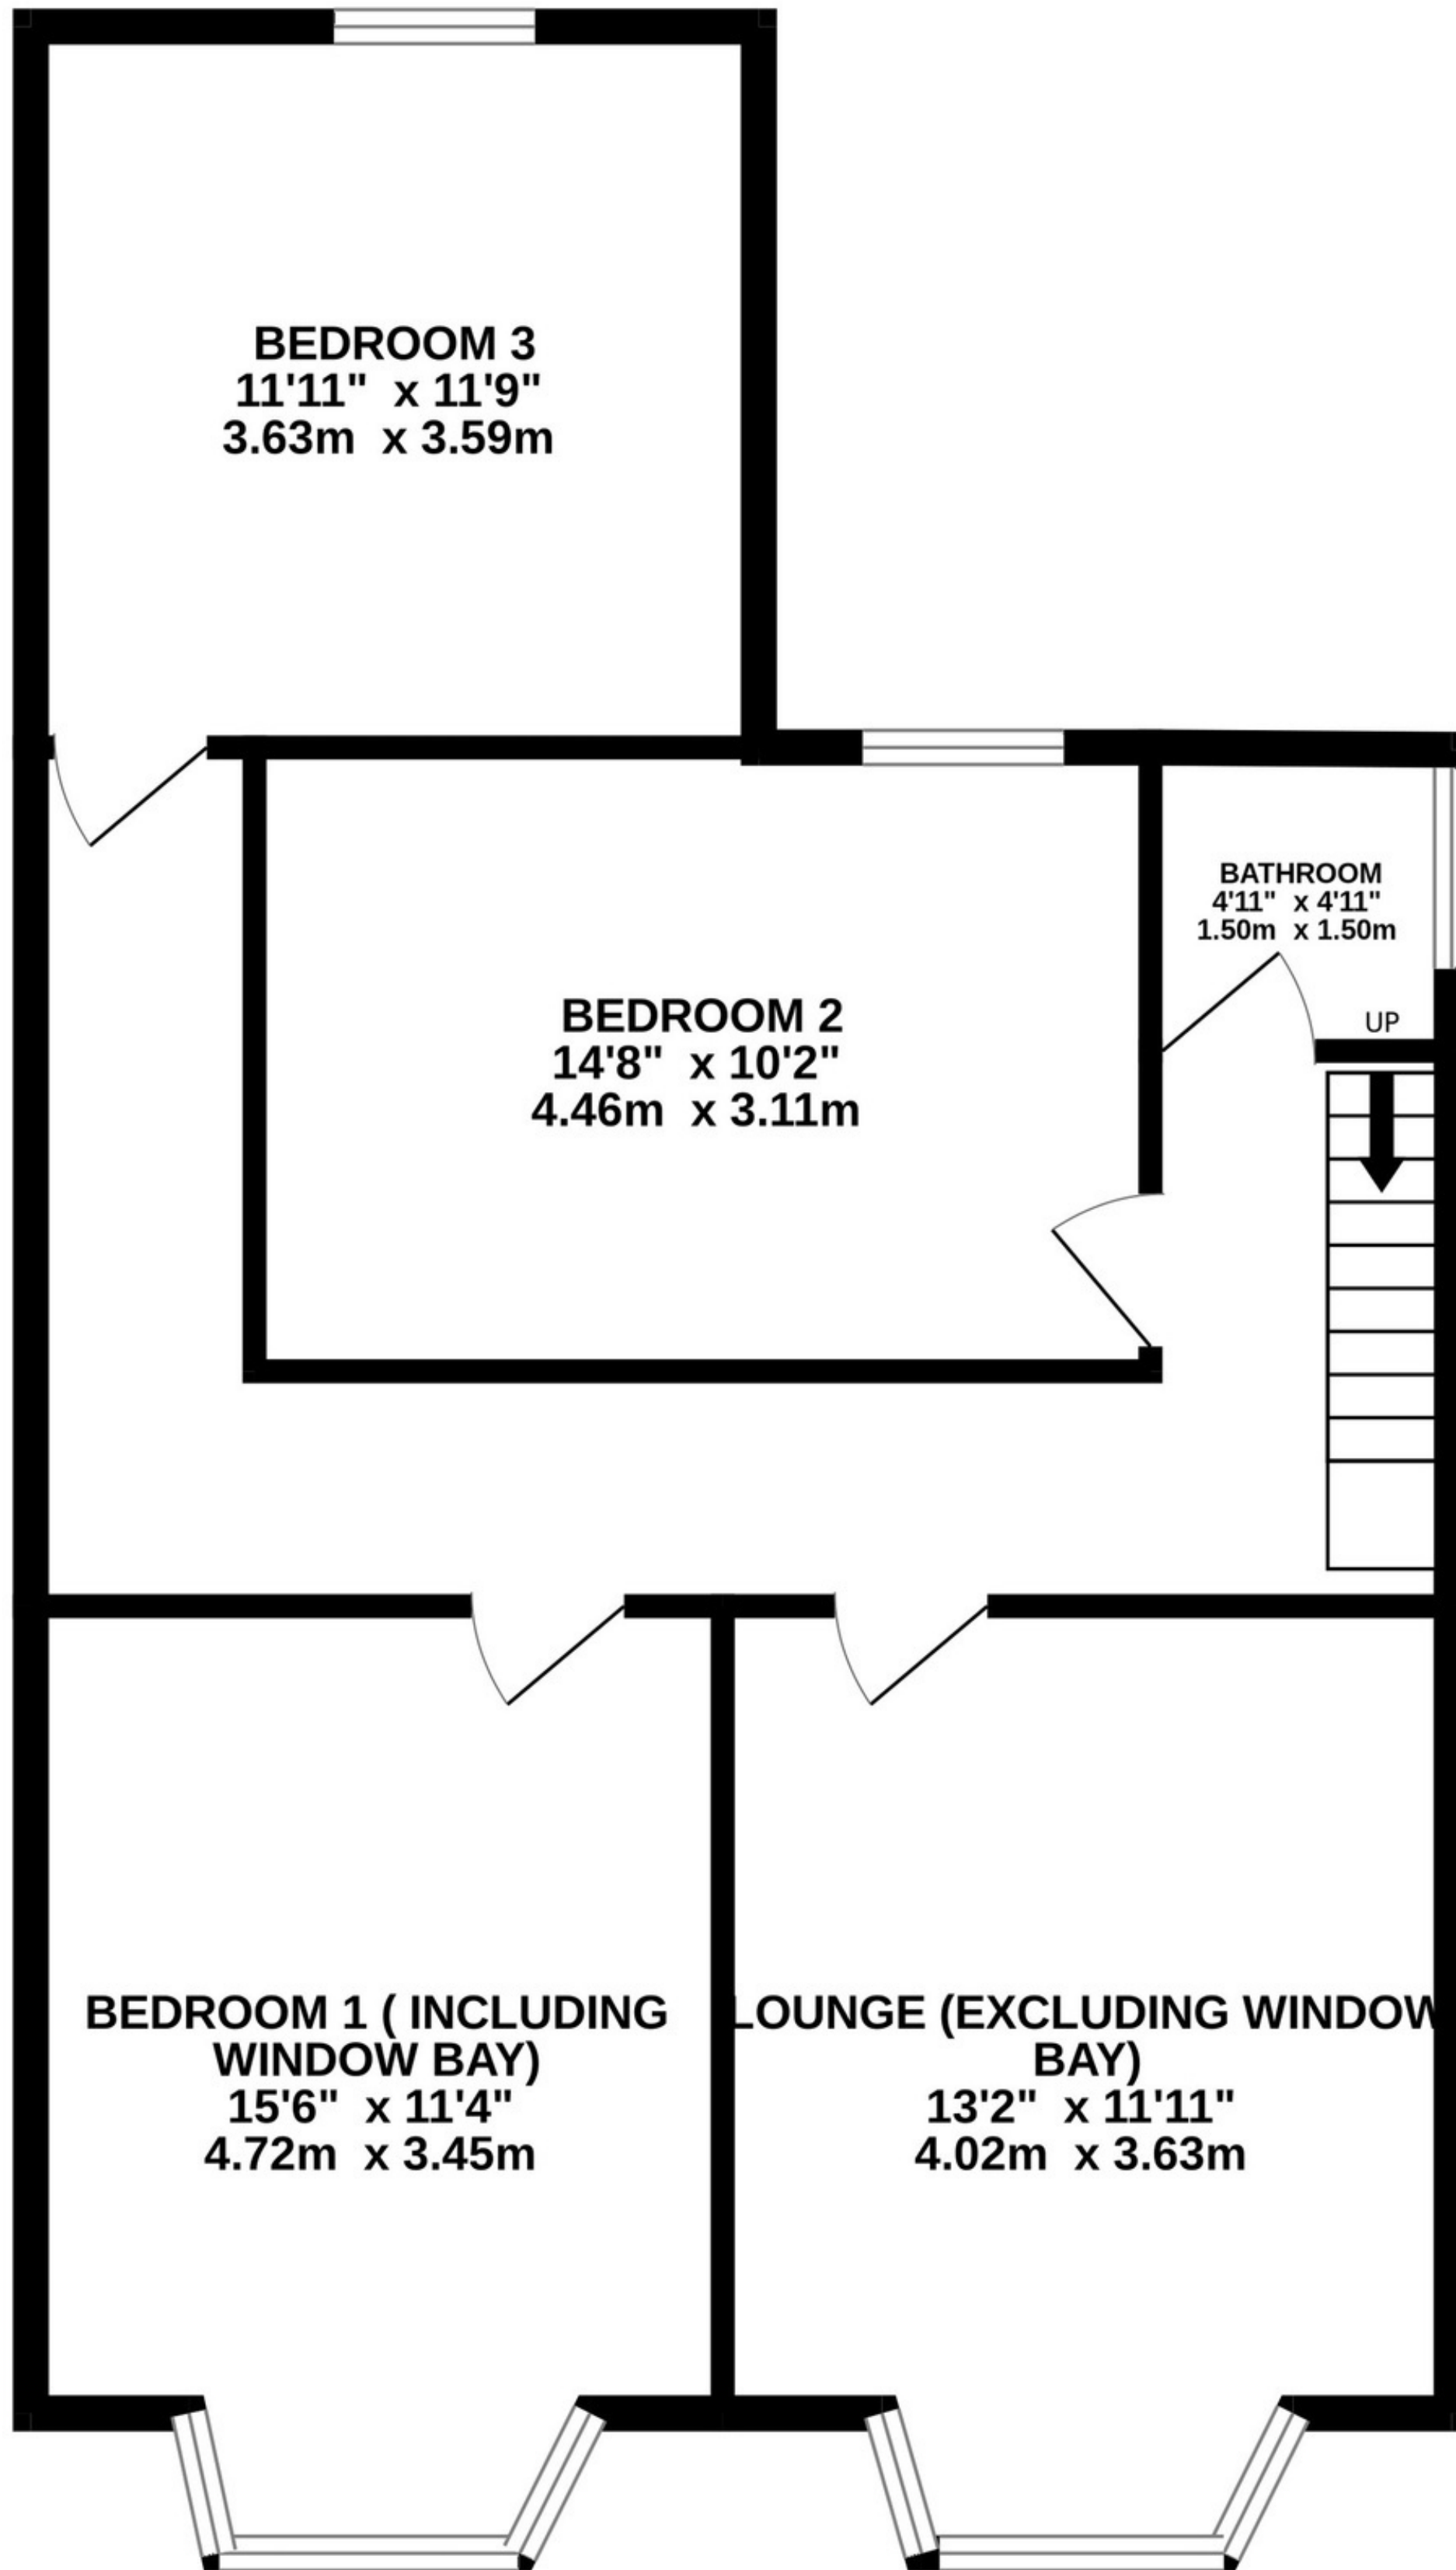 BEDROOM 3
11'11" x 11'9"
3.63m x 3.59m
BATHROOM
4'11" x 4'11"
1.50m x 1.50m
UP
BEDROOM 2
14'8" x 10'2"
4.46m x 3.11m
BEDROOM 1 ( INCLUDING
WINDOW BAY)
15'6" x 11'4"
4.72m x 3.45m
LOUNGE (EXCLUDING WINDOW
BAY)
13'2" x 11'11"
4.02m x 3.63m